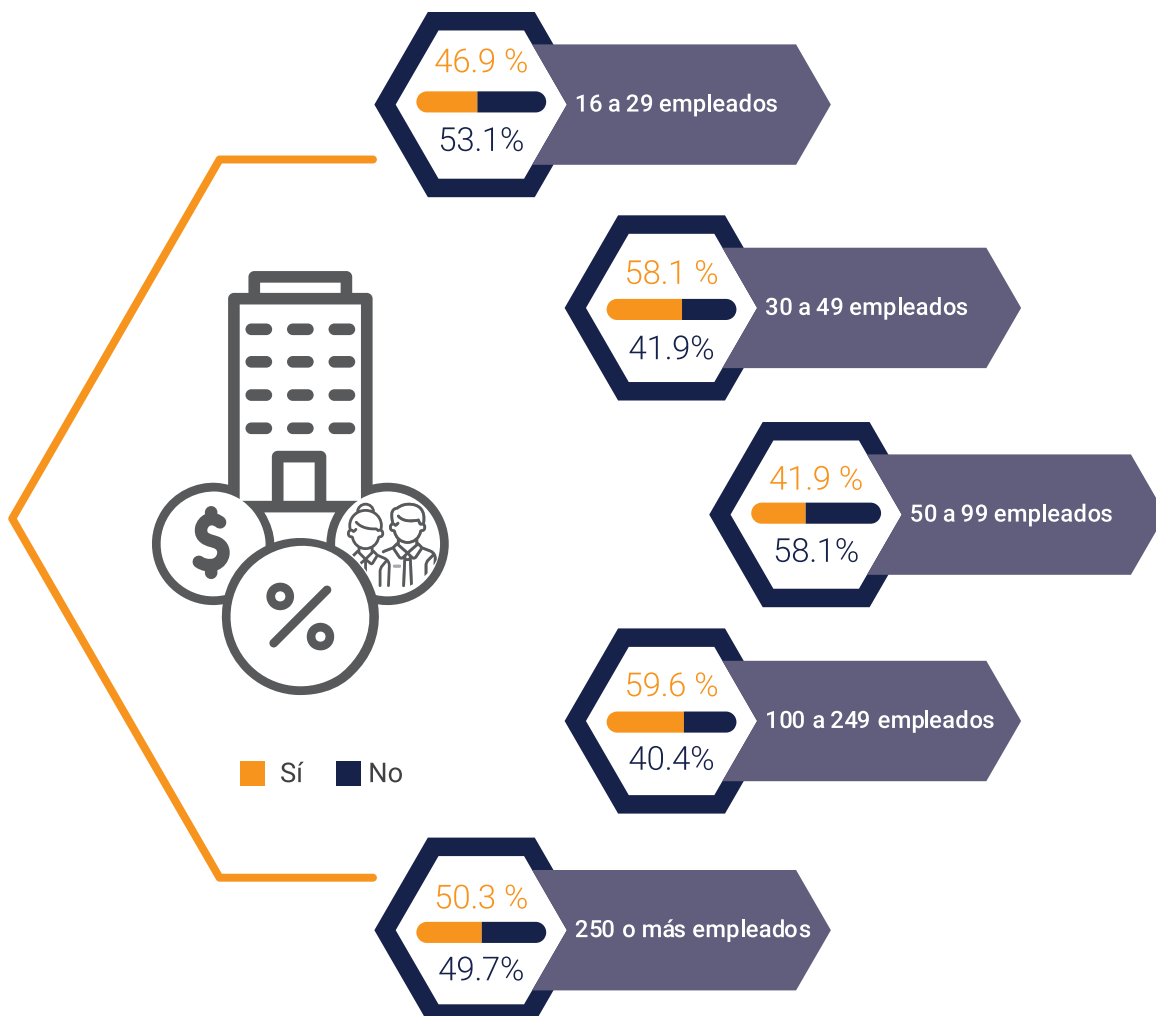 46.9 %
53.1%
16 a 29 empleados
58.1 %
41.9%
30 a 49 empleados
41.9 %
58.1%
50 a 99 empleados
59.6 %
40.4%
100 a 249 empleados
50.3 %
49.7%
250 o más empleados
$
%
Sí
No